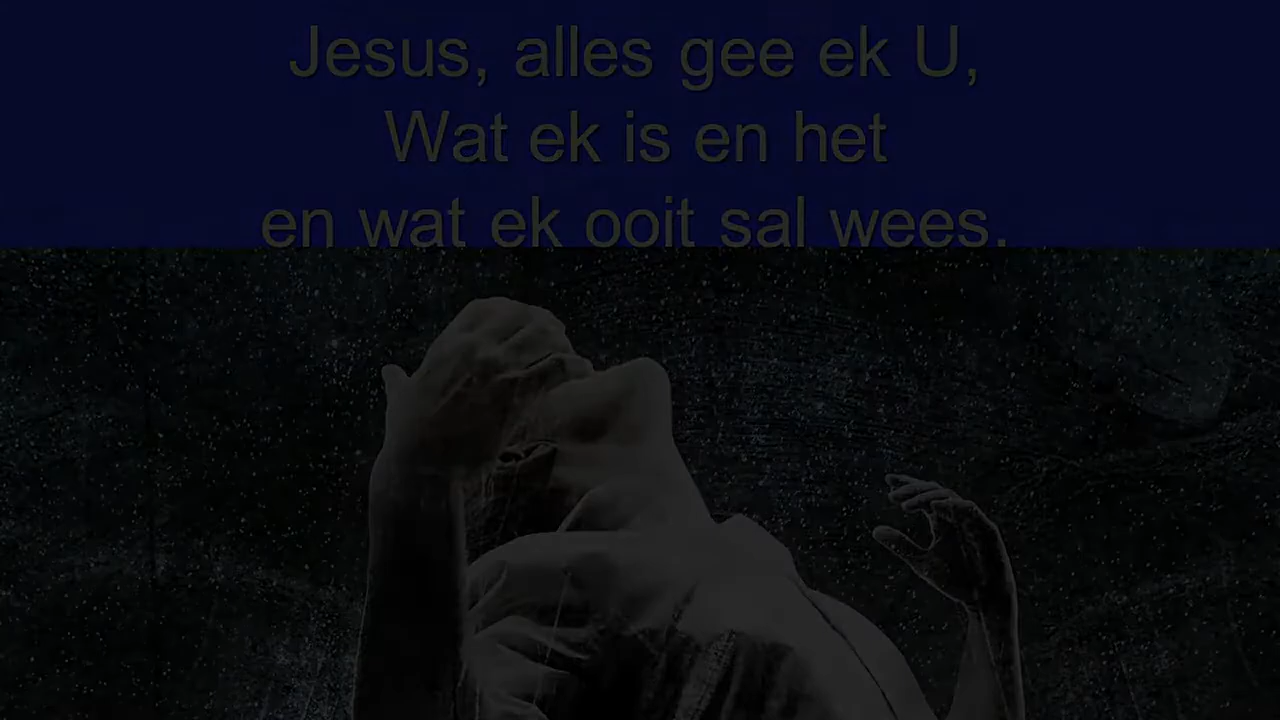 Jesus, alles gee ek U,
Wat ek is en het
en wat ek ooit sal wees.